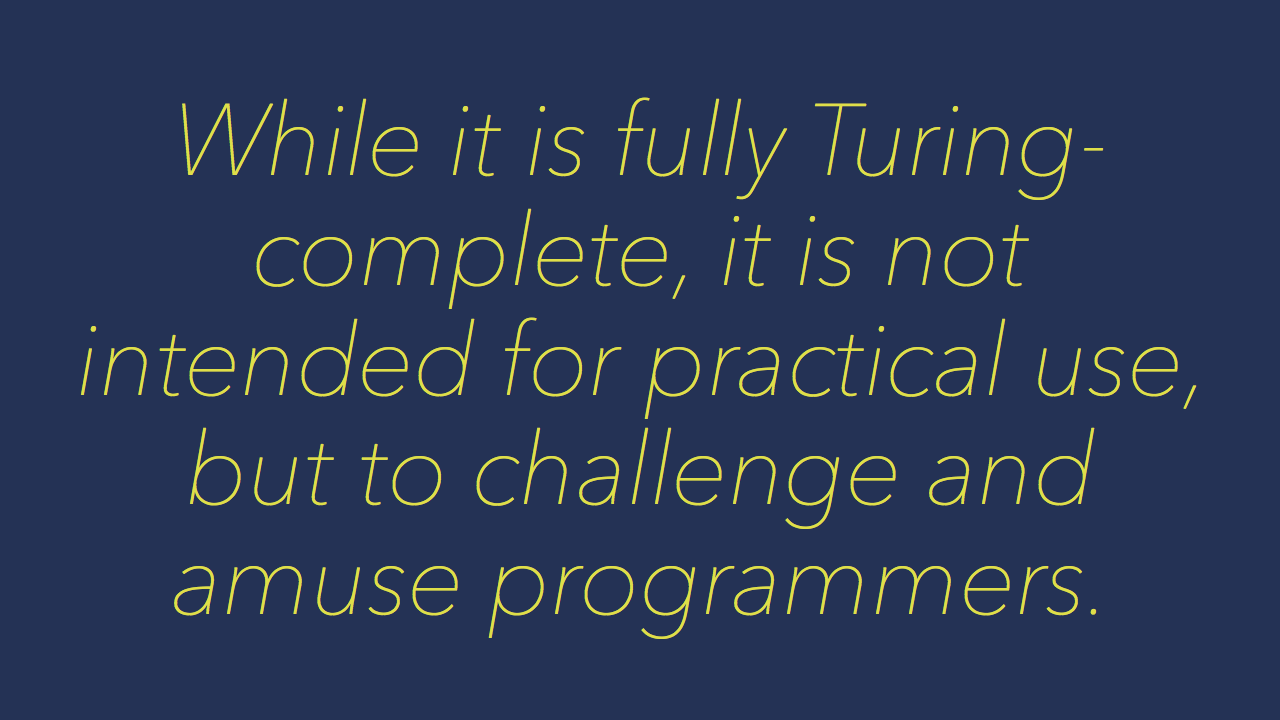 While it is fully Turing-
complete, it is not
intended for practical use,
but to challenge and
amuse programmers.